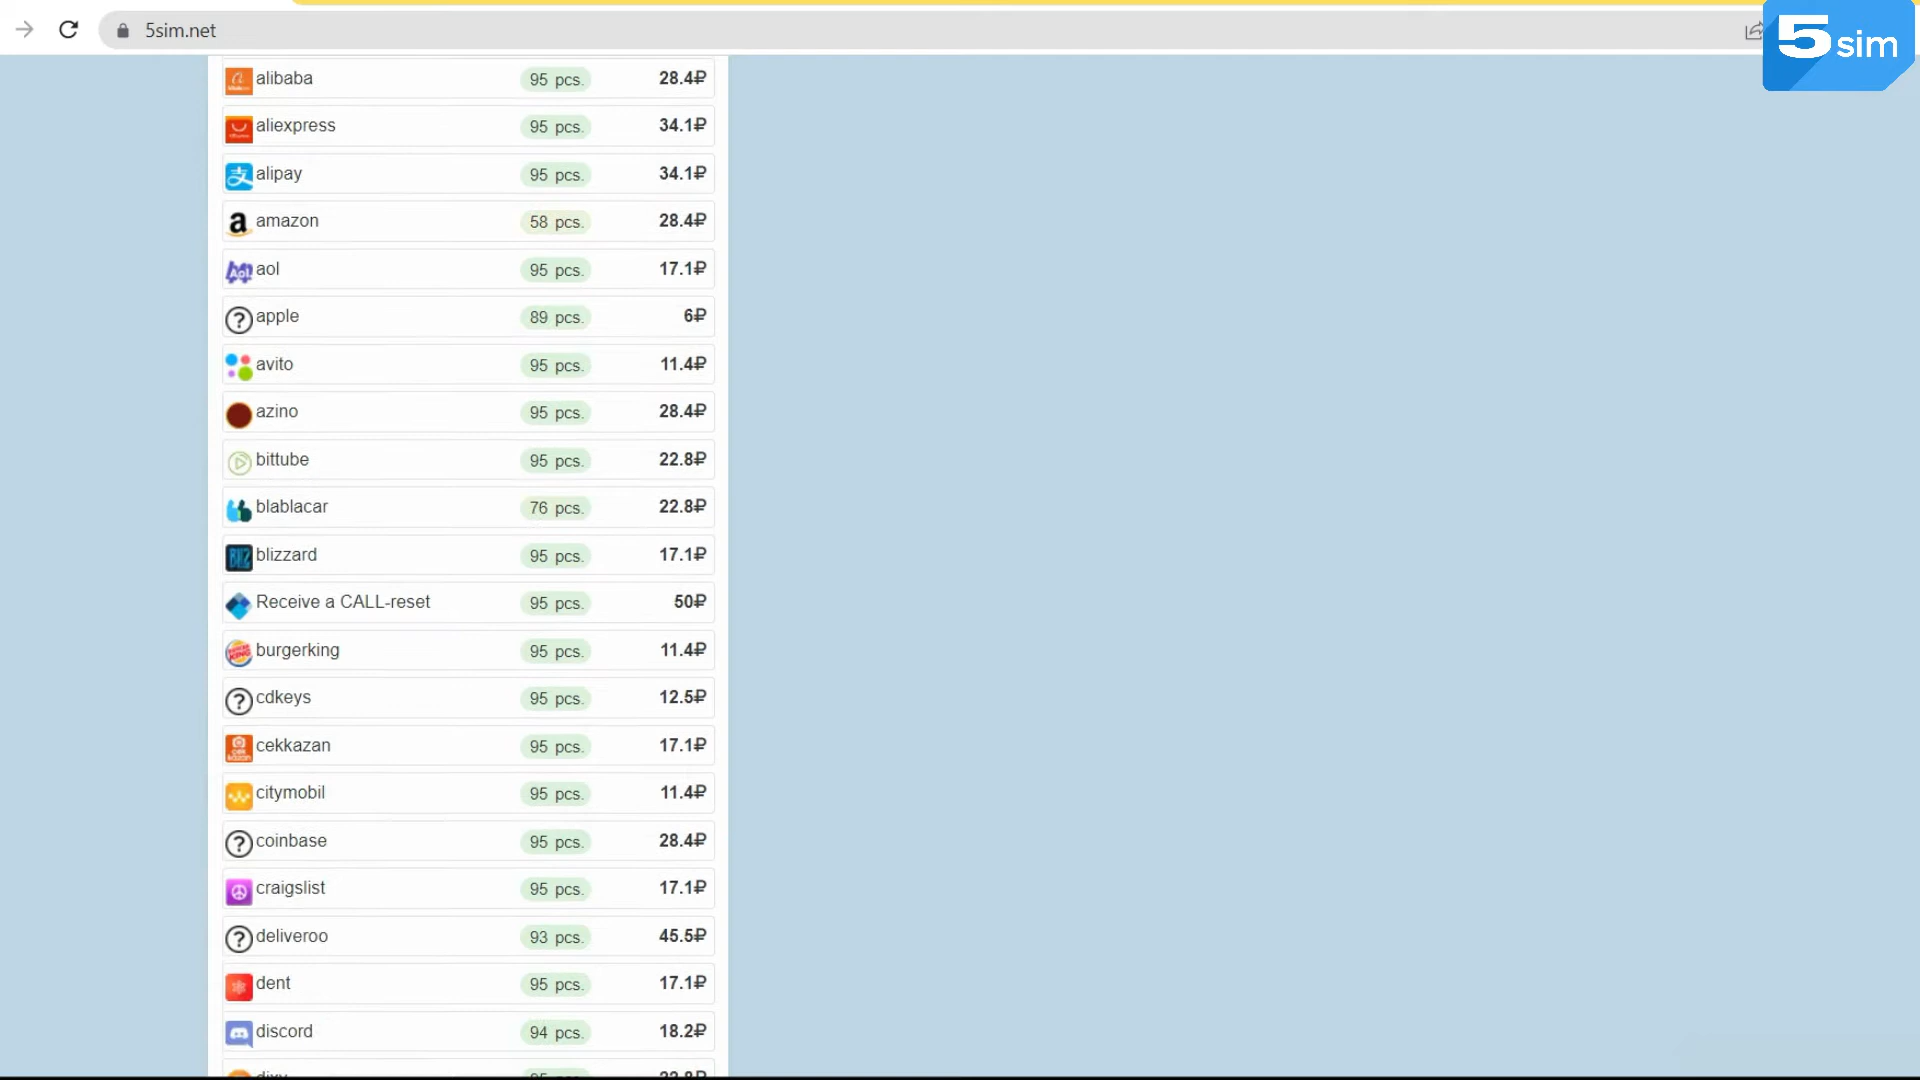 5sim.net
5sim
alibaba 95 pcs. 28.4₽
aliexpress 95 pcs. 34.1₽
alipay 95 pcs. 34.1₽
amazon 58 pcs. 28.4₽
aol 95 pcs. 17.1₽
apple 89 pcs. 6₽
avito 95 pcs. 11.4₽
azino 95 pcs. 28.4₽
bittube 95 pcs. 22.8₽
blablacar 76 pcs. 22.8₽
blizzard 95 pcs. 17.1₽
Receive a CALL-reset 95 pcs. 50₽
burgerking 95 pcs. 11.4₽
cdkeys 95 pcs. 12.5₽
cekkazan 95 pcs. 17.1₽
citymobil 95 pcs. 11.4₽
coinbase 95 pcs. 28.4₽
craigslist 95 pcs. 17.1₽
deliveroo 93 pcs. 45.5₽
dent 95 pcs. 17.1₽
discord 94 pcs. 18.2₽